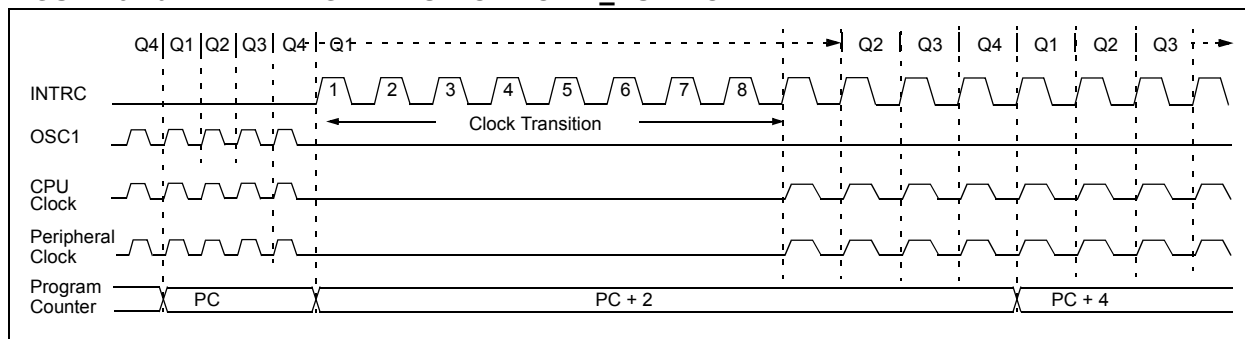 Q4 Q1 Q2 Q3 Q4 Q1 Q2 Q3 Q4 Q1 Q2 Q3
INTRC
1 2 3 4 5 6 7 8
Clock Transition
OSC1
CPU
Clock
Peripheral
Clock
Program
Counter
PC PC + 2 PC + 4